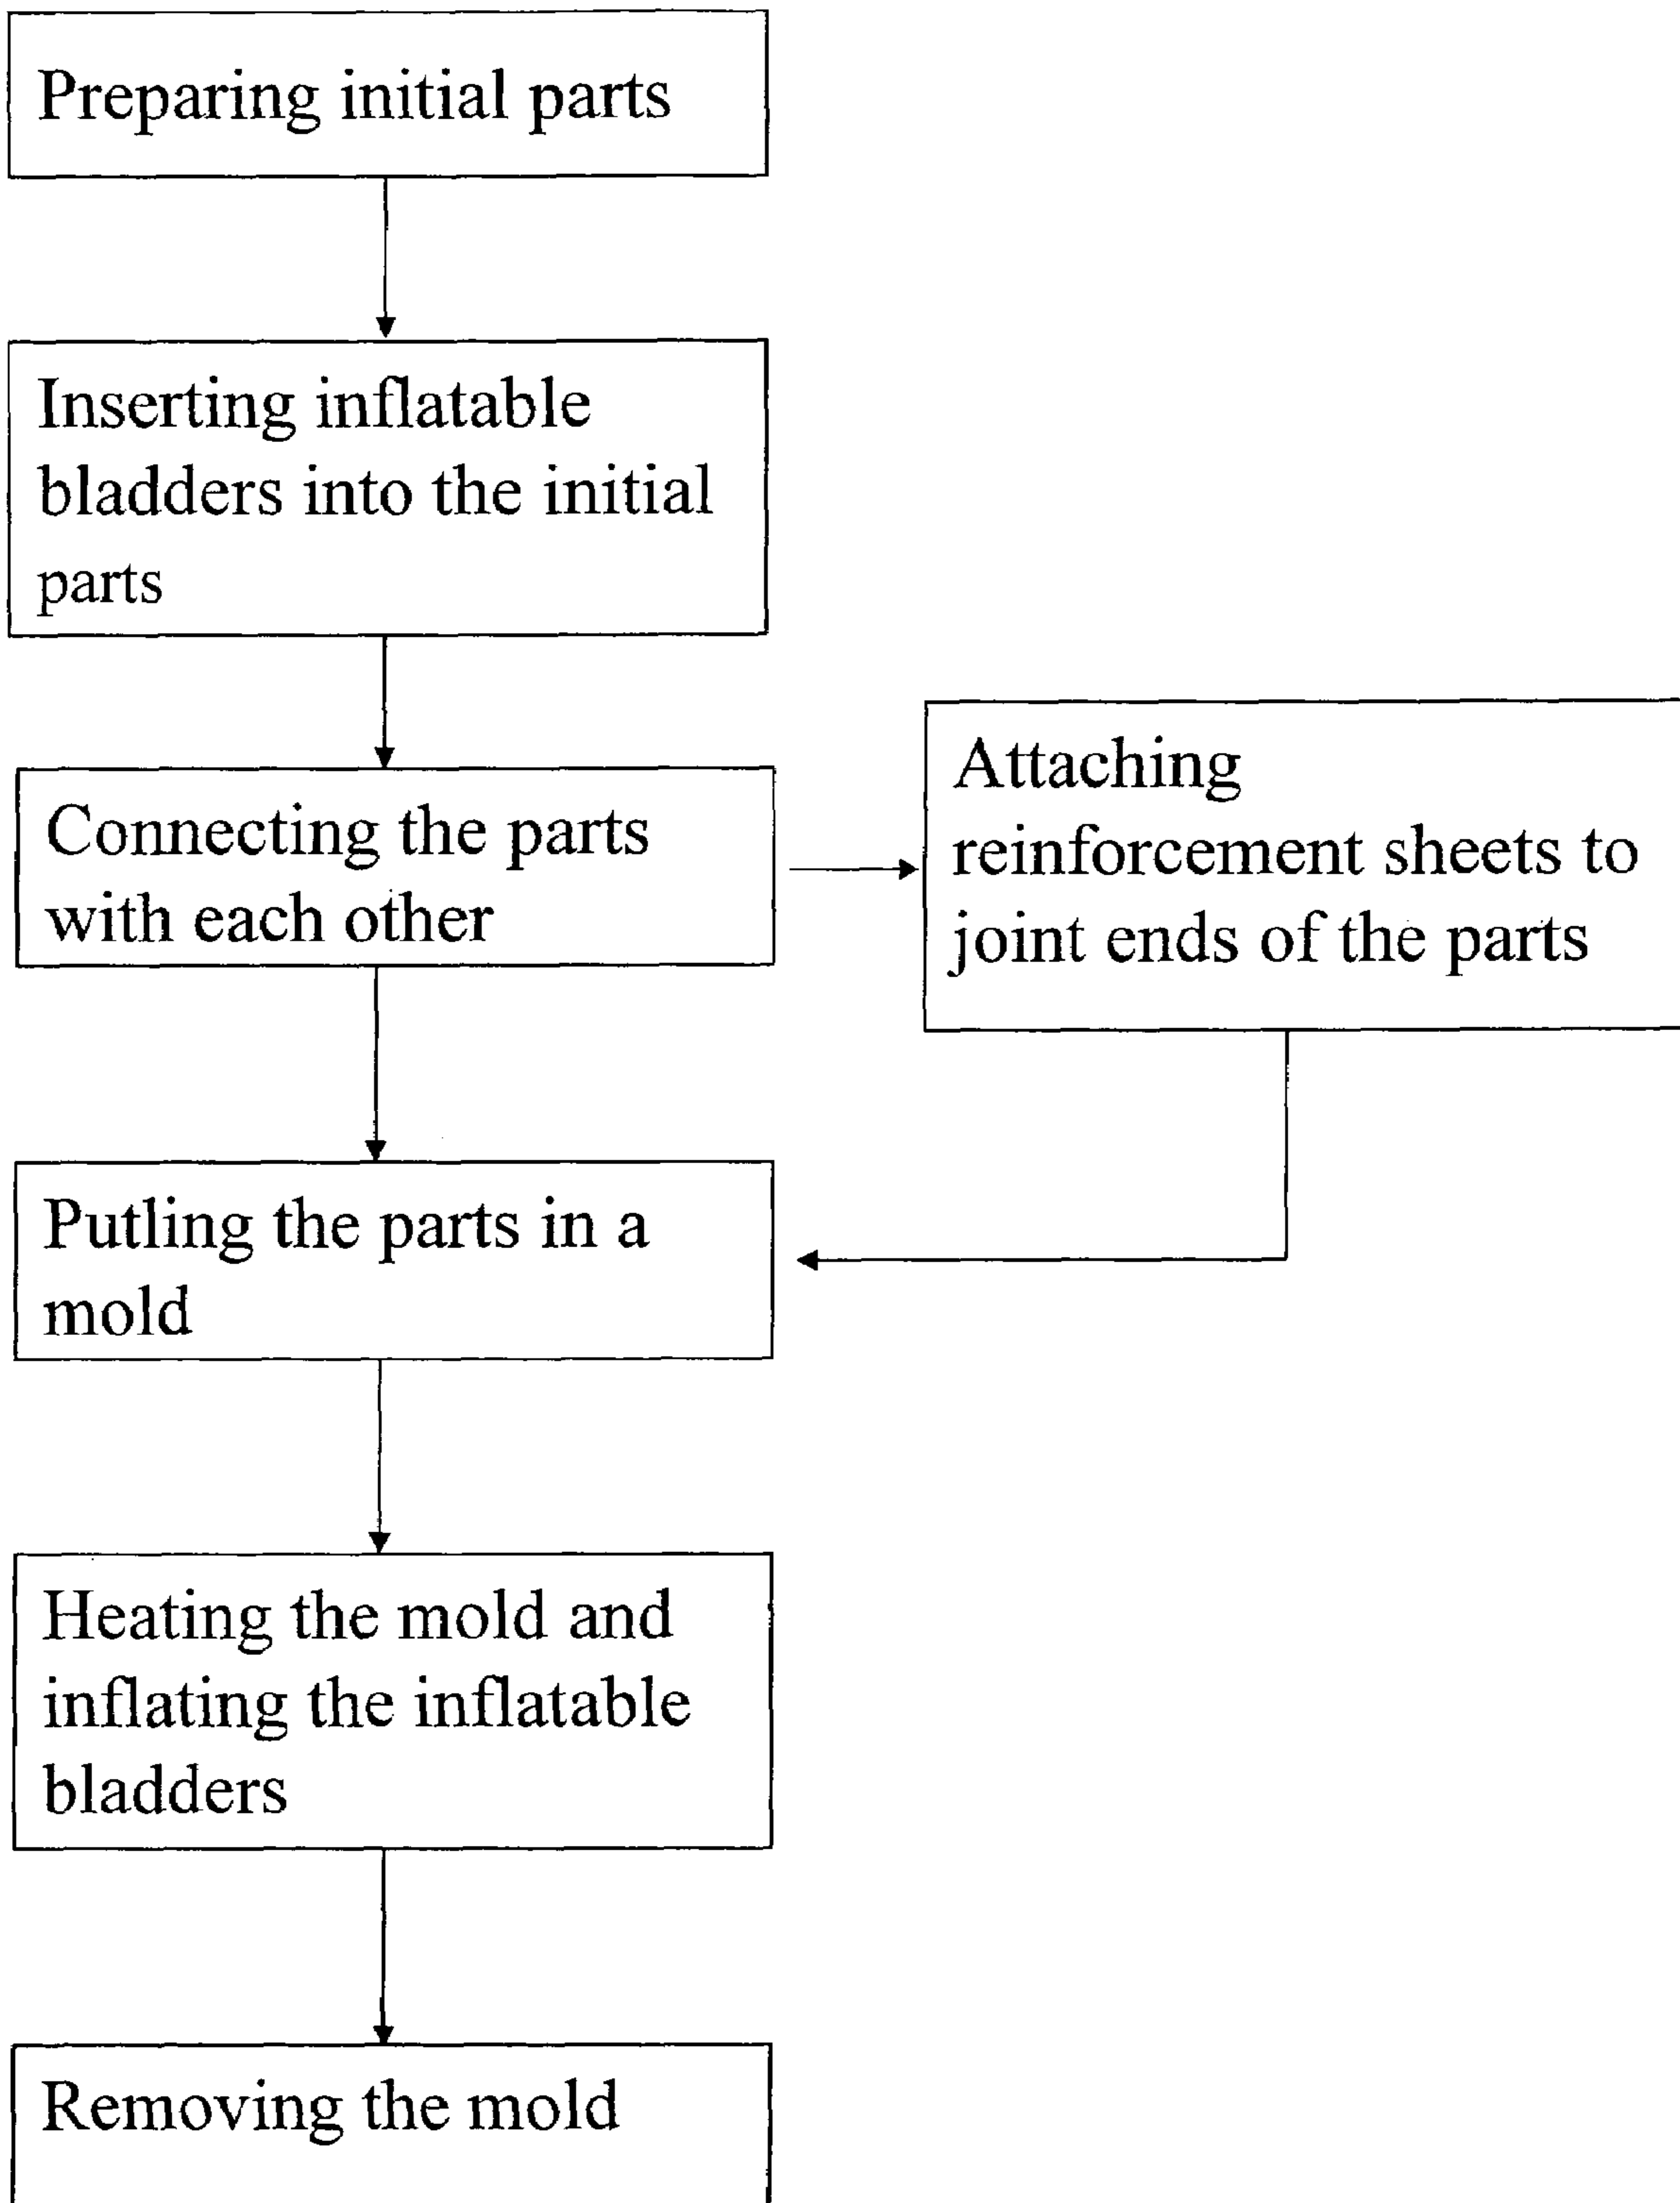 Preparing initial parts
Inserting inflatable
bladders into the initial
parts
Connecting the parts
with each other
Attaching
reinforcement sheets to
joint ends of the parts
Putling the parts in a
mold
Heating the mold and
inflating the inflatable
bladders
Removing the mold